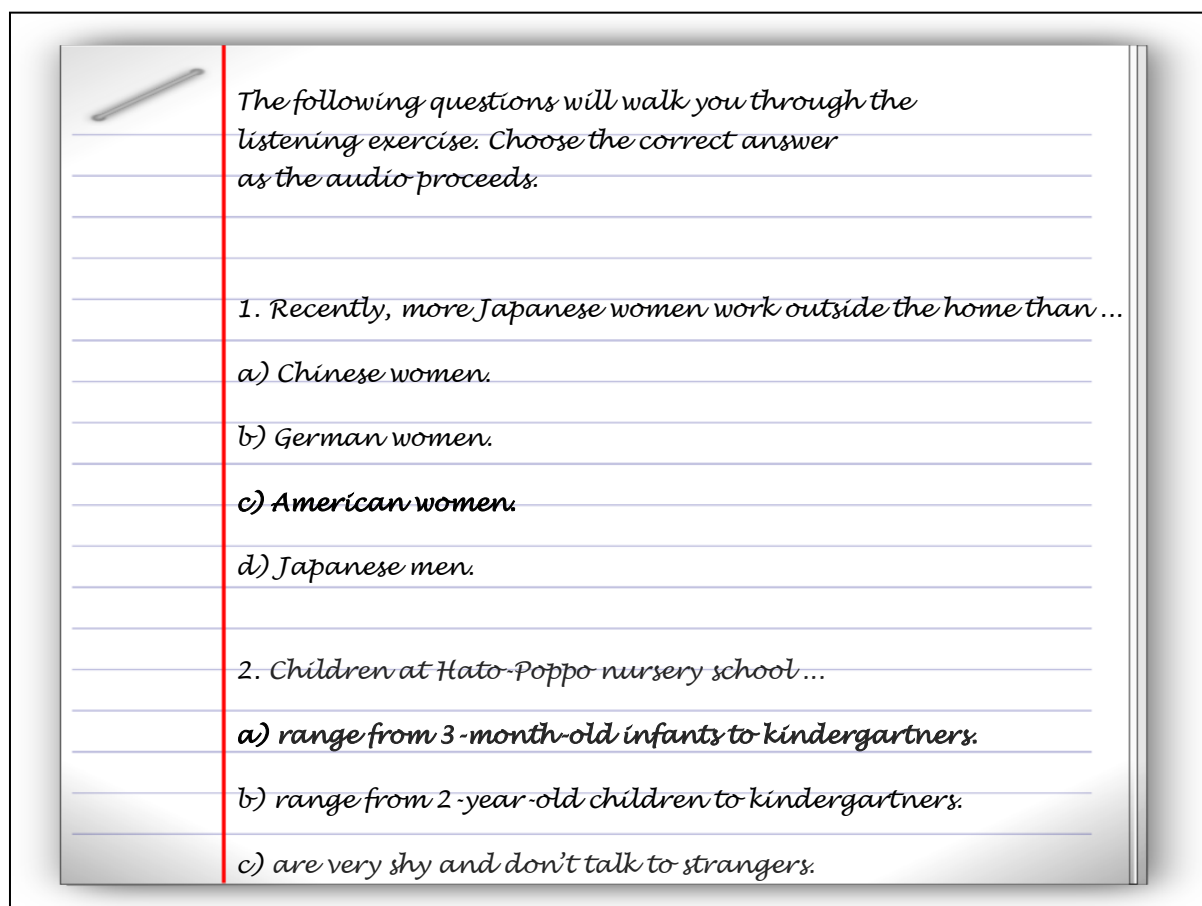 The following questions will walk you through the
listening exercise. Choose the correct answer
as the audio proceeds.
1. Recently, more Japanese women work outside the home than ...
a) Chinese women.
b) German women.
c) American women.
d) Japanese men.
2. Children at Hato-Poppo nursery school ...
a) range from 3-month-old infants to kindergartners.
b) range from 2-year-old children to kindergartners.
c) are very shy and don't talk to strangers.